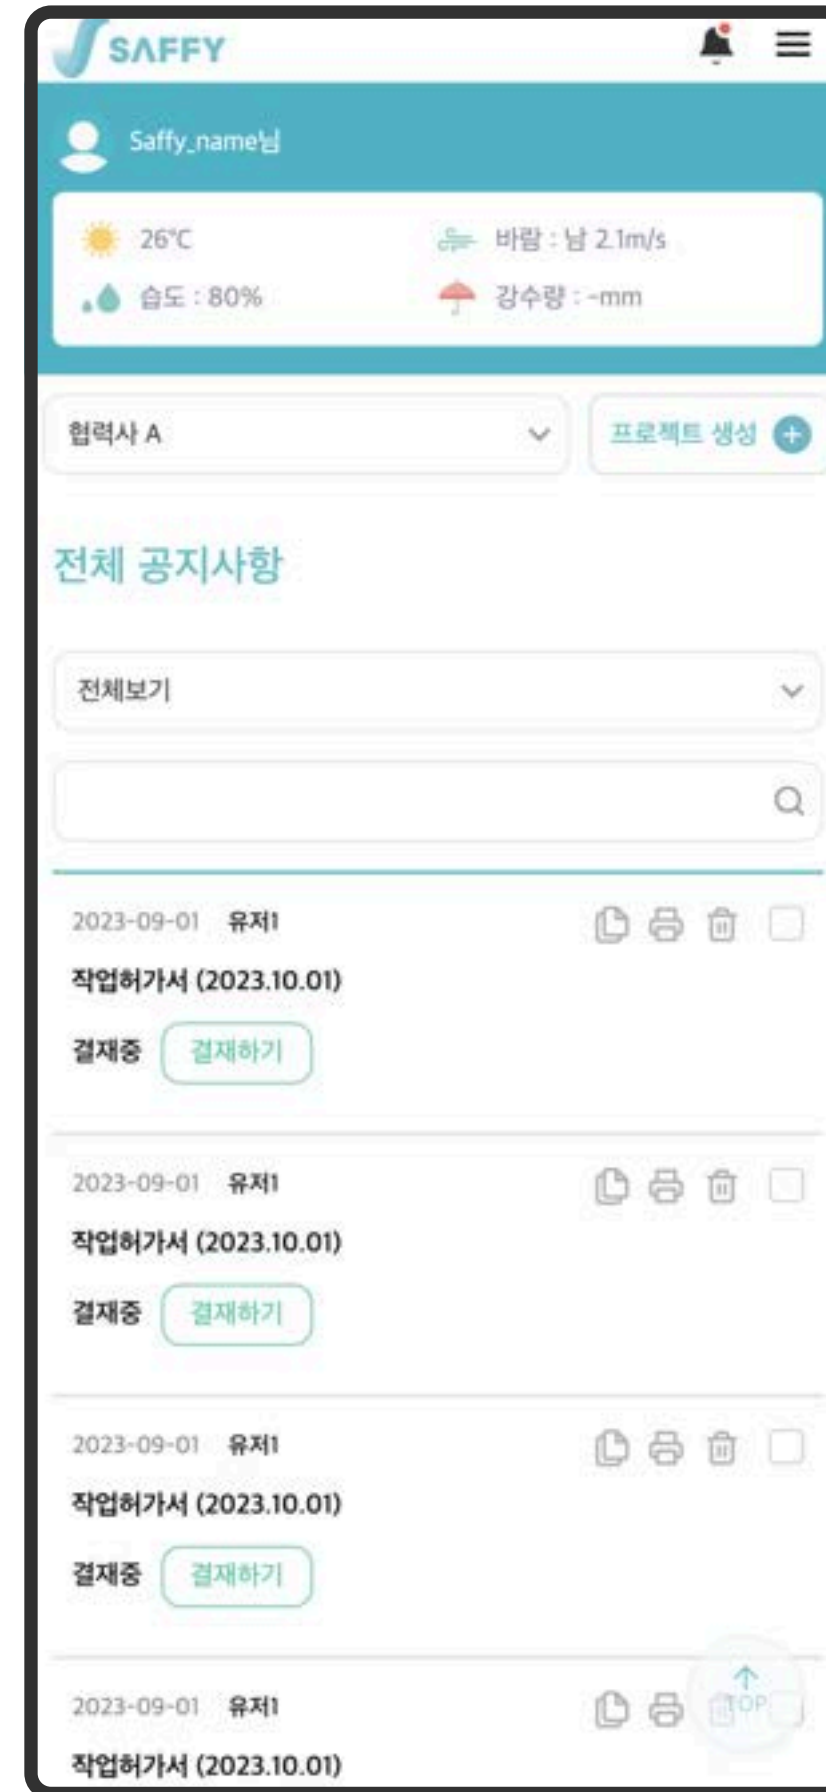 SAFFY
Saffy_name님
26°C 바람 : 남 2.1m/s
습도 : 80% 강수량 : -mm
협력사 A 프로젝트 생성
전체 공지사항
전체보기
2023-09-01 유저1
작업허가서 (2023.10.01)
결재중 결재하기
2023-09-01 유저1
작업허가서 (2023.10.01)
결재중 결재하기
2023-09-01 유저1
작업허가서 (2023.10.01)
결재중 결재하기
2023-09-01 유저1 TOP
작업허가서 (2023.10.01)